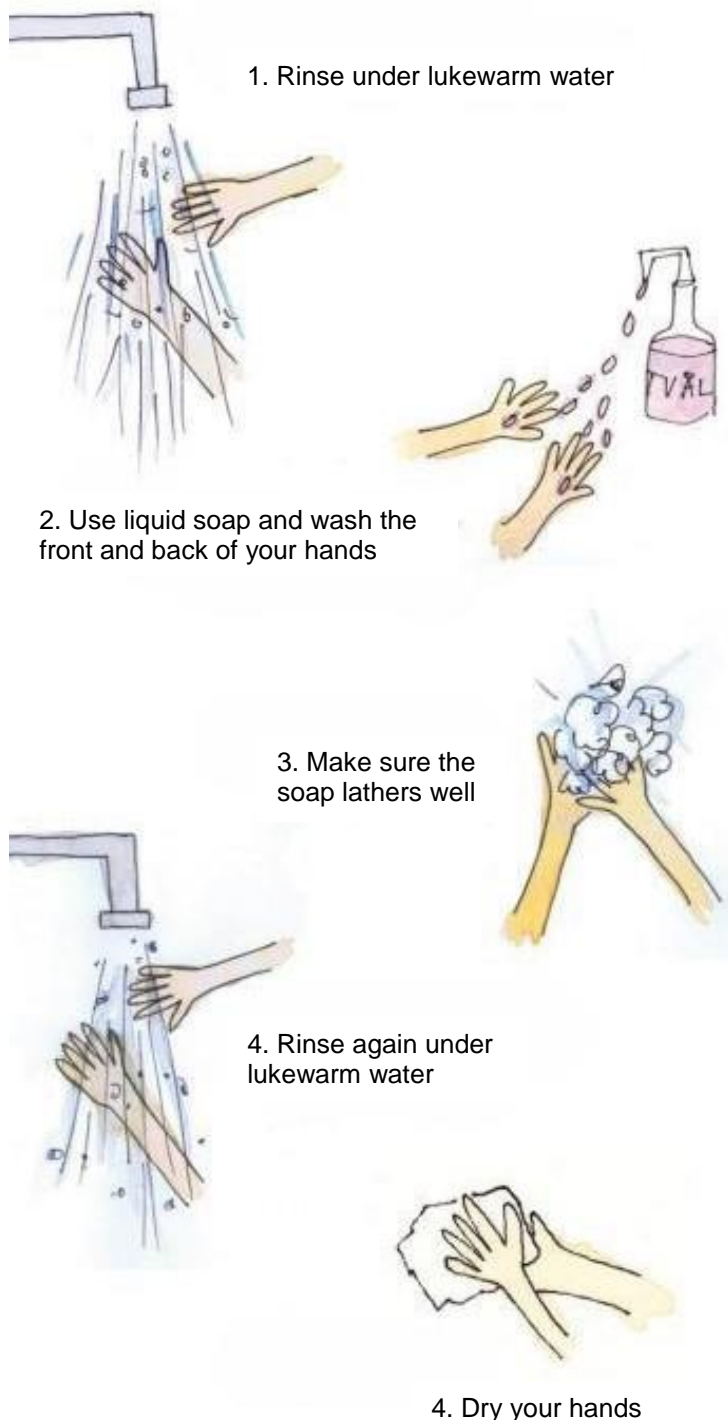 1. Rinse under lukewarm water
TVÅL
2. Use liquid soap and wash the
front and back of your hands
3. Make sure the
soap lathers well
4. Rinse again under
lukewarm water
4. Dry your hands